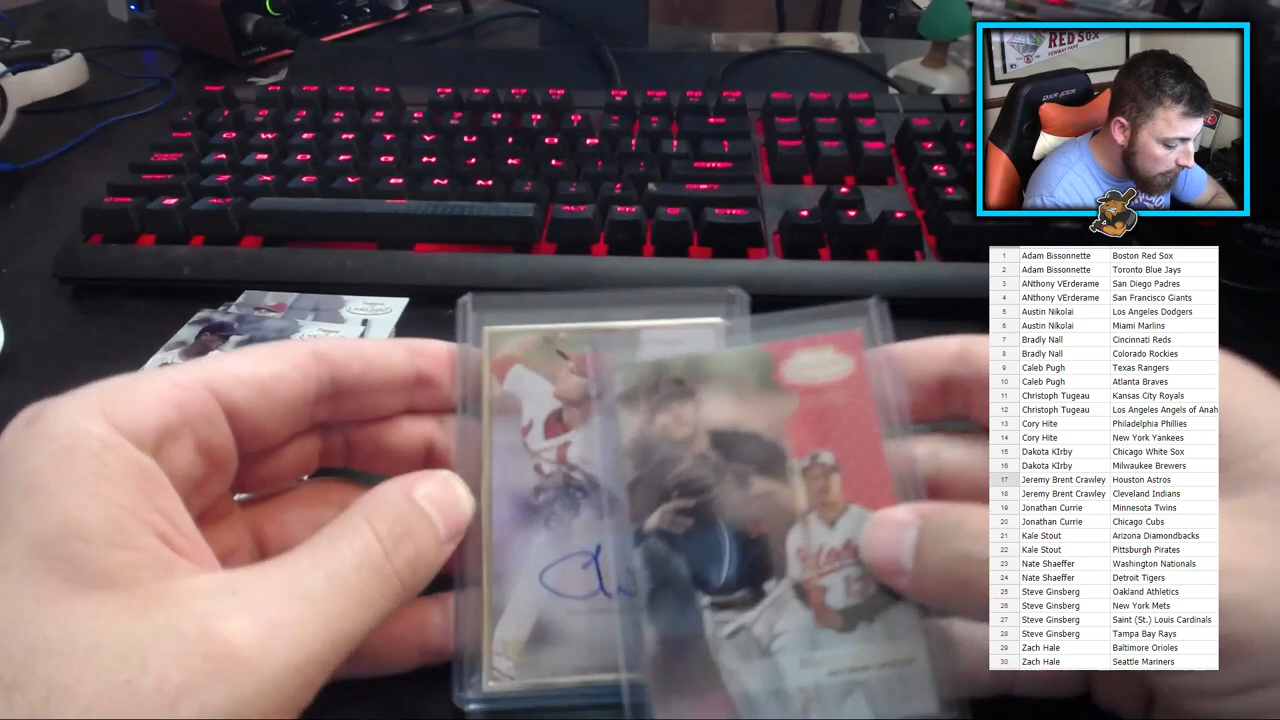 RED SOX
FENWAY PARK
DXRACER
1 Adam Bissonnette Boston Red Sox
2 Adam Bissonnette Toronto Blue Jays
3 ANthony VErderame San Diego Padres
4 ANthony VErderame San Francisco Giants
5 Austin Nikolai Los Angeles Dodgers
6 Austin Nikolai Miami Marlins
7 Bradly Nall Cincinnati Reds
8 Bradly Nall Colorado Rockies
9 Caleb Pugh Texas Rangers
10 Caleb Pugh Atlanta Braves
11 Christoph Tugeau Kansas City Royals
12 Christoph Tugeau Los Angeles Angels of Anah
13 Cory Hite Philadelphia Phillies
14 Cory Hite New York Yankees
15 Dakota KIrby Chicago White Sox
16 Dakota KIrby Milwaukee Brewers
17 Jeremy Brent Crawley Houston Astros
18 Jeremy Brent Crawley Cleveland Indians
19 Jonathan Currie Minnesota Twins
20 Jonathan Currie Chicago Cubs
21 Kale Stout Arizona Diamondbacks
22 Kale Stout Pittsburgh Pirates
23 Nate Shaeffer Washington Nationals
24 Nate Shaeffer Detroit Tigers
25 Steve Ginsberg Oakland Athletics
26 Steve Ginsberg New York Mets
27 Steve Ginsberg Saint (St.) Louis Cardinals
28 Steve Ginsberg Tampa Bay Rays
29 Zach Hale Baltimore Orioles
30 Zach Hale Seattle Mariners